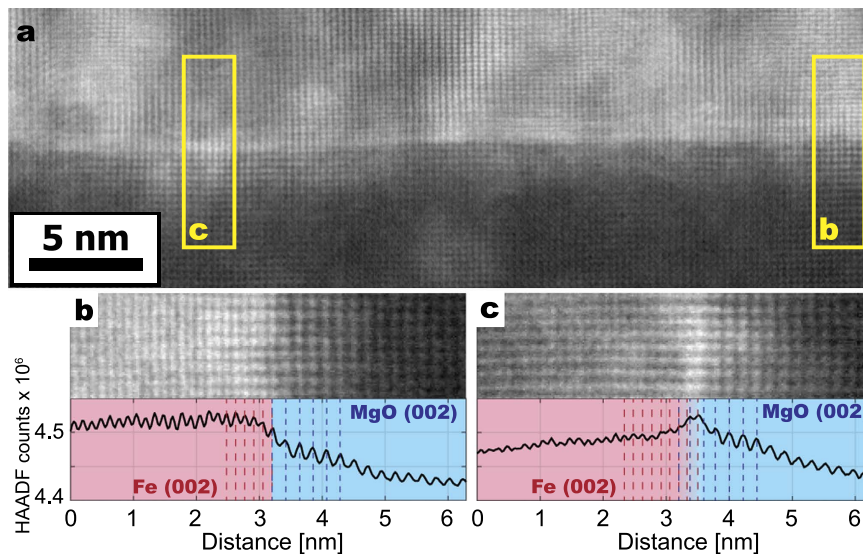 a
c
b
5 nm
b
c
HAADF counts x 10⁶
4.5
4.4
MgO (002)
Fe (002)
MgO (002
Fe (002)
0 1 2 3 4 5 6
0 1 2 3 4 5 6
Distance [nm]
Distance [nm]